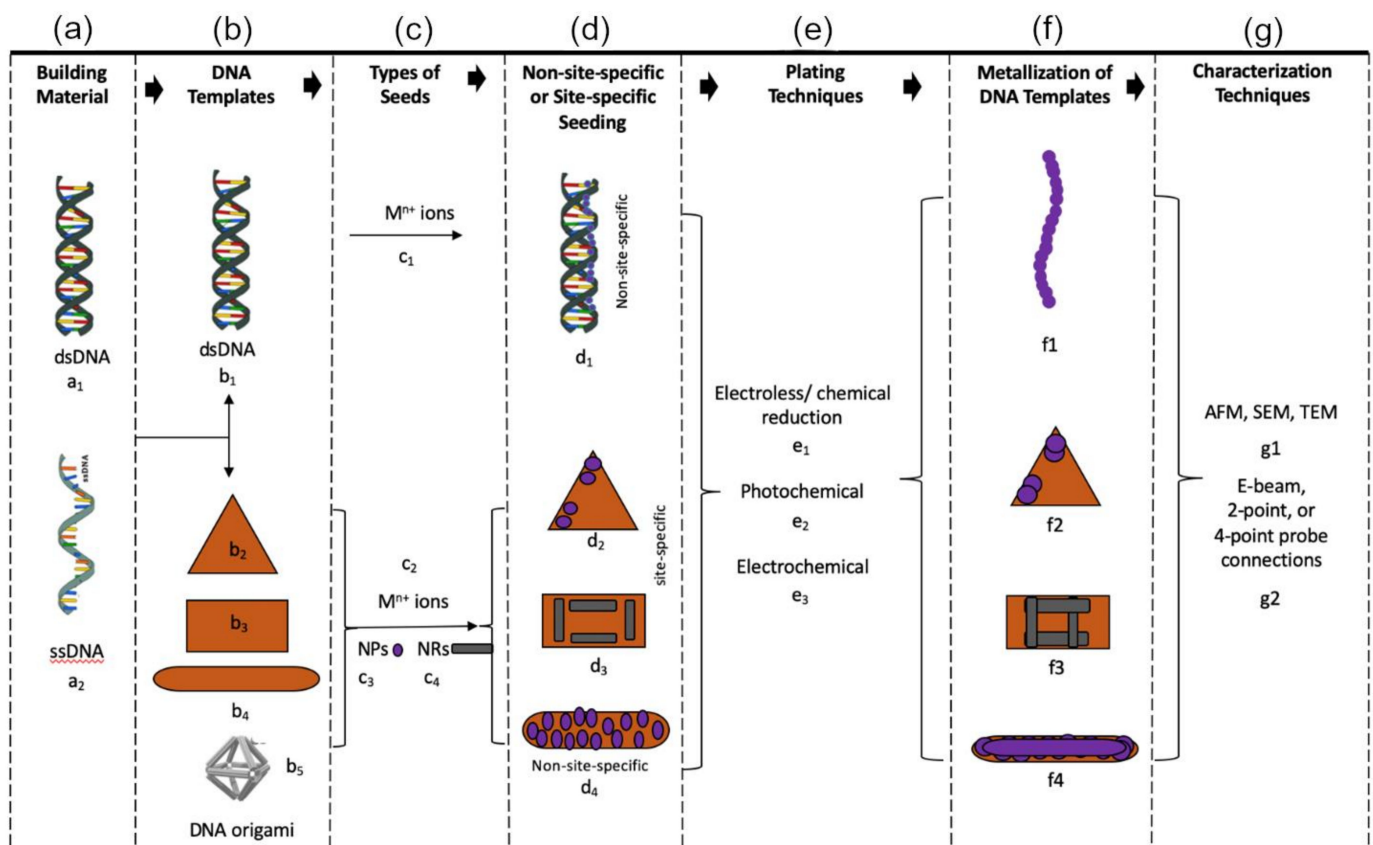 (a) (b) (c) (d) (e) (f) (g)
Building
Material
DNA
Templates
Types of
Seeds
Non-site-specific
or Site-specific
Seeding
Plating
Techniques
Metallization of
DNA Templates
Characterization
Techniques
dsDNA
a1
ssDNA
ssDNA
a2
dsDNA
b1
b2
b3
b4
b5
DNA origami
Mn+ ions
c1
c2
Mn+ ions
NPs NRs
c3 c4
Non-site-specific
d1
d2
site-specific
d3
Non-site-specific
d4
Electroless/ chemical
reduction
e1
Photochemical
e2
Electrochemical
e3
f1
f2
f3
f4
AFM, SEM, TEM
g1
E-beam,
2-point, or
4-point probe
connections
g2